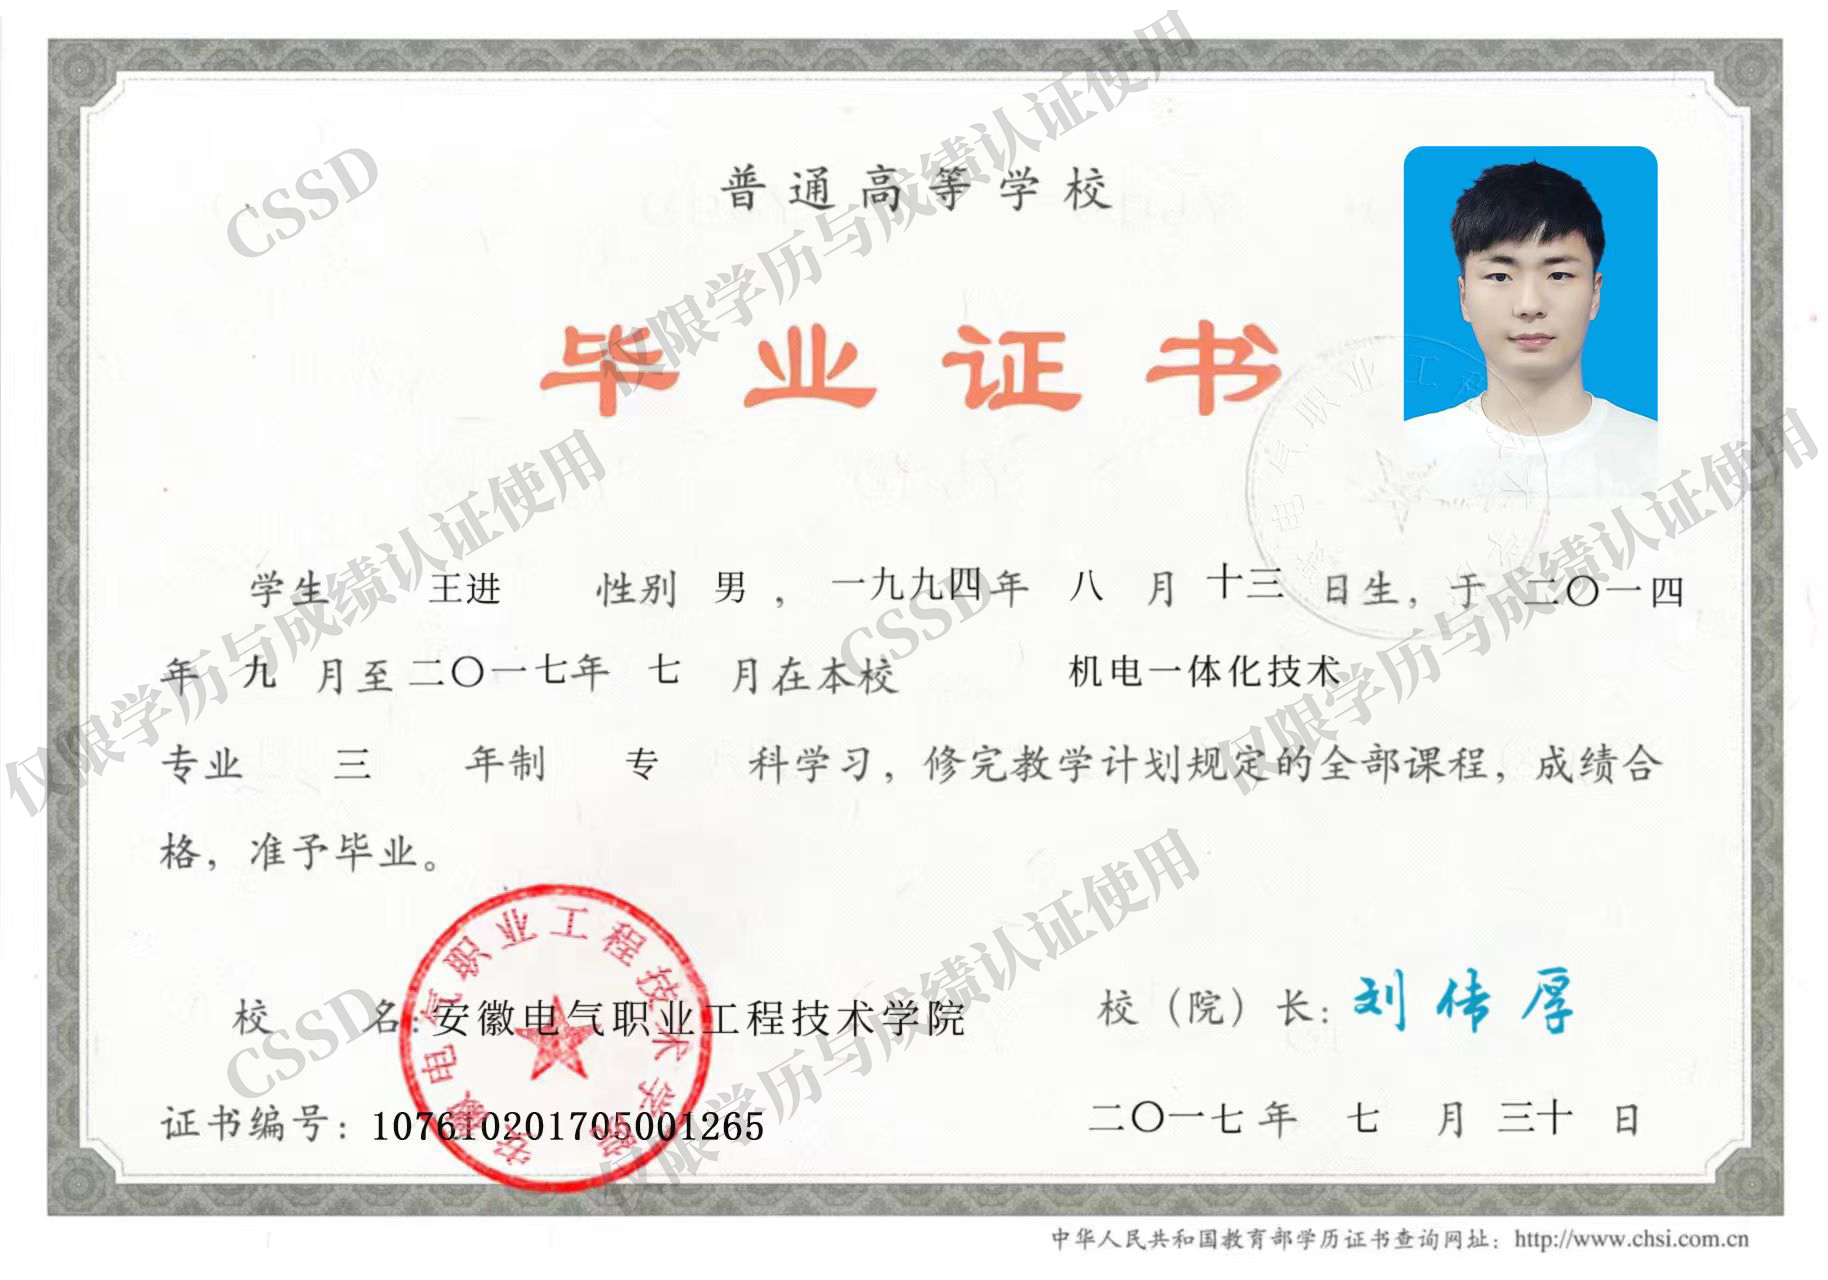 普通高等学校
毕业证书
学生 王进 性别 男，一九九四年 八 月 十三 日生，于 二〇一四
年 九 月至二〇一七年 七 月在本校 机电一体化技术
专业 三 年制 专 科学习，修完教学计划规定的全部课程，成绩合
格，准予毕业。
校 名：安徽电气职业工程技术学院 校（院）长：刘伟厚
证书编号：107610201705001265 二〇一七年 七 月 三十 日
中华人民共和国教育部学历证书查询网址：http://www.chsi.com.cn
安徽电气职业工程技术学院
CSSD
仅限学历与成绩认证使用
仅限学历与成绩认证使用
CSSD
仅限学历与成绩认证使用
CSSD
仅限学历与成绩认证使用